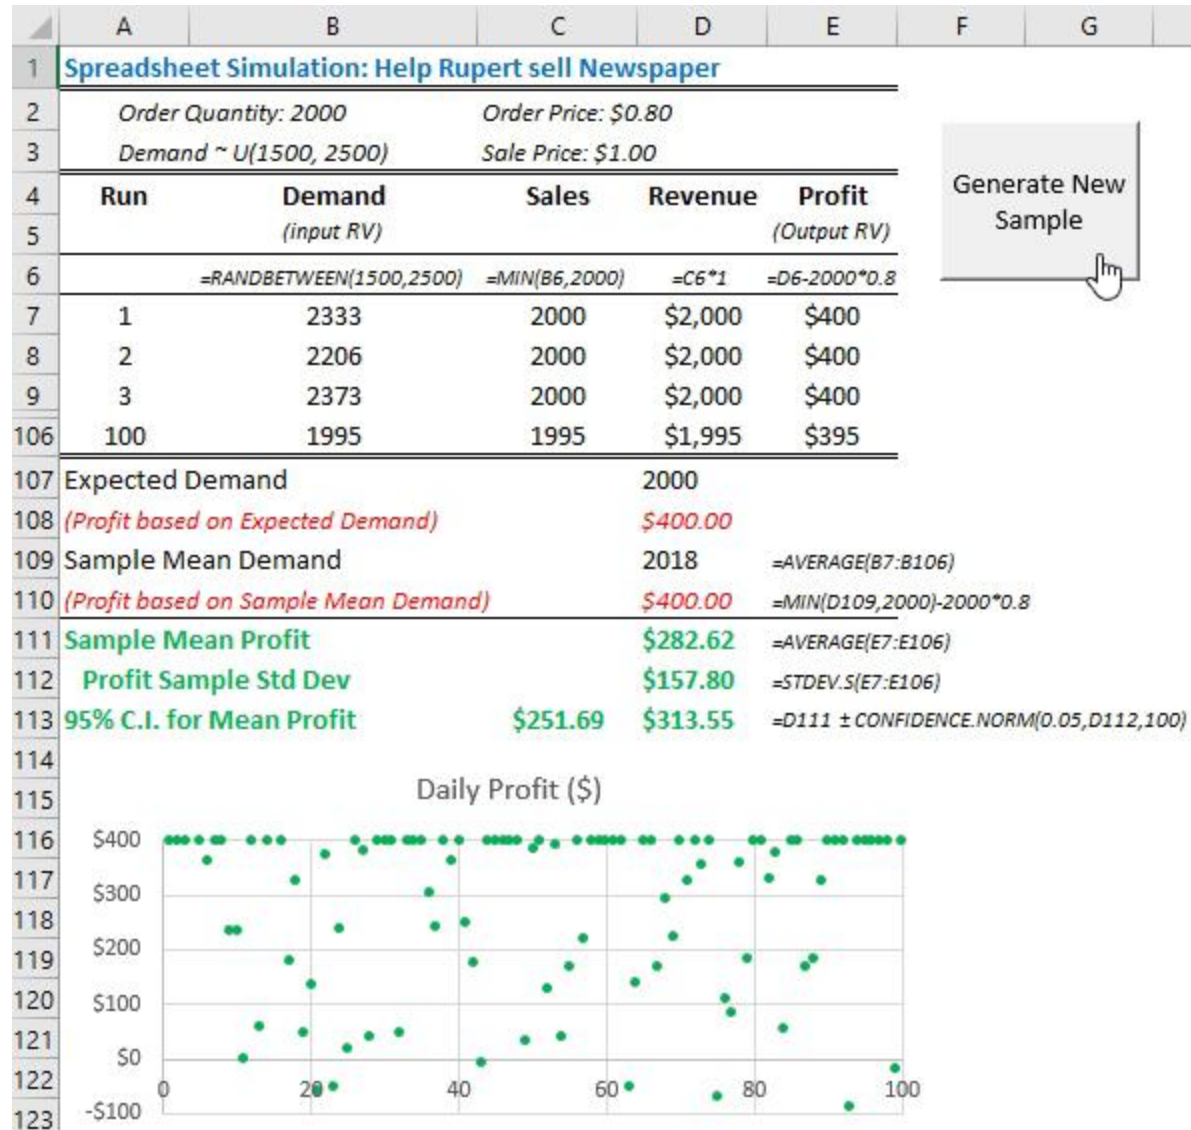 A B C D E F G
1 Spreadsheet Simulation: Help Rupert sell Newspaper
2 Order Quantity: 2000 Order Price: $0.80
3 Demand ~ U(1500, 2500) Sale Price: $1.00
4 Run Demand Sales Revenue Profit
5 (input RV) (Output RV)
Generate New
Sample
6 =RANDBETWEEN(1500,2500) =MIN(B6,2000) =C6*1 =D6-2000*0.8
7 1 2333 2000 $2,000 $400
8 2 2206 2000 $2,000 $400
9 3 2373 2000 $2,000 $400
106 100 1995 1995 $1,995 $395
107 Expected Demand 2000
108 (Profit based on Expected Demand) $400.00
109 Sample Mean Demand 2018 =AVERAGE(B7:B106)
110 (Profit based on Sample Mean Demand) $400.00 =MIN(D109,2000)-2000*0.8
111 Sample Mean Profit $282.62 =AVERAGE(E7:E106)
112 Profit Sample Std Dev $157.80 =STDEV.S(E7:E106)
113 95% C.I. for Mean Profit $251.69 $313.55 =D111 ± CONFIDENCE.NORM(0.05,D112,100)
114
115 Daily Profit ($)
116 $400
117 $300
118 $200
119
120 $100
121 $0
122 0 20 40 60 80 100
123 -$100